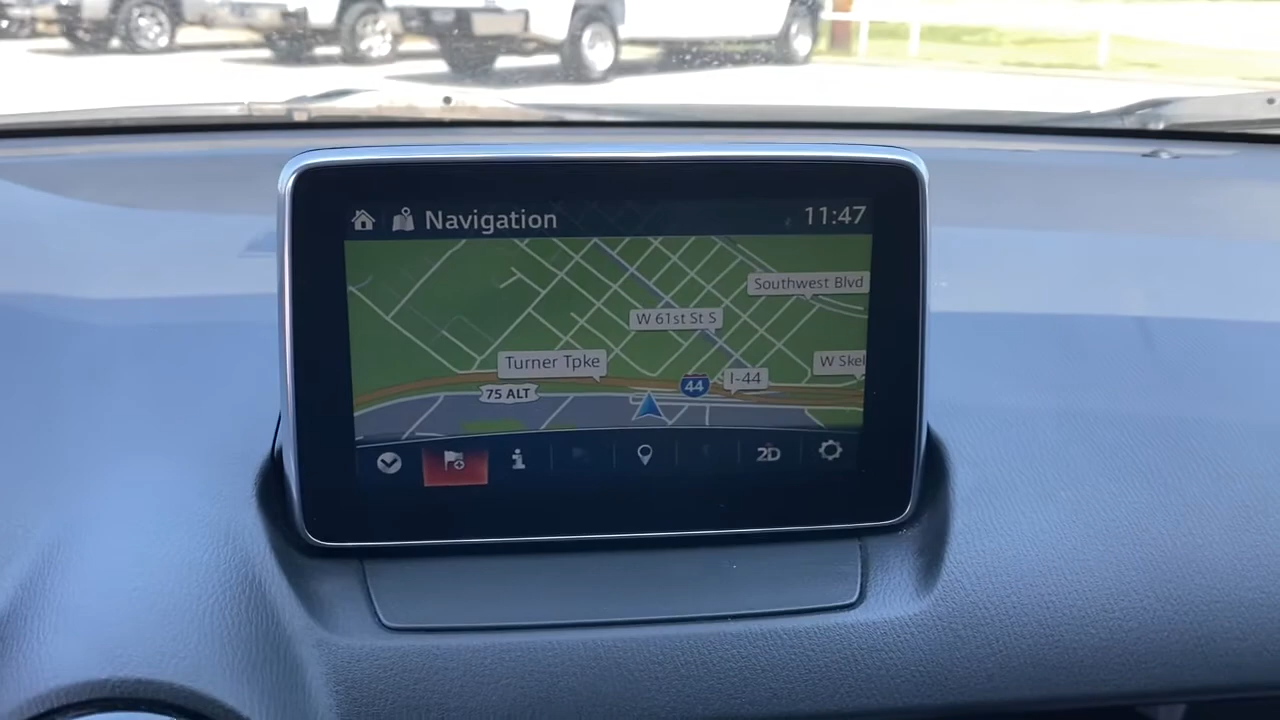 Navigation
11:47
Southwest Blvd
W 61st St S
Turner Tpke
W Skel
I-44
44
75 ALT
2D